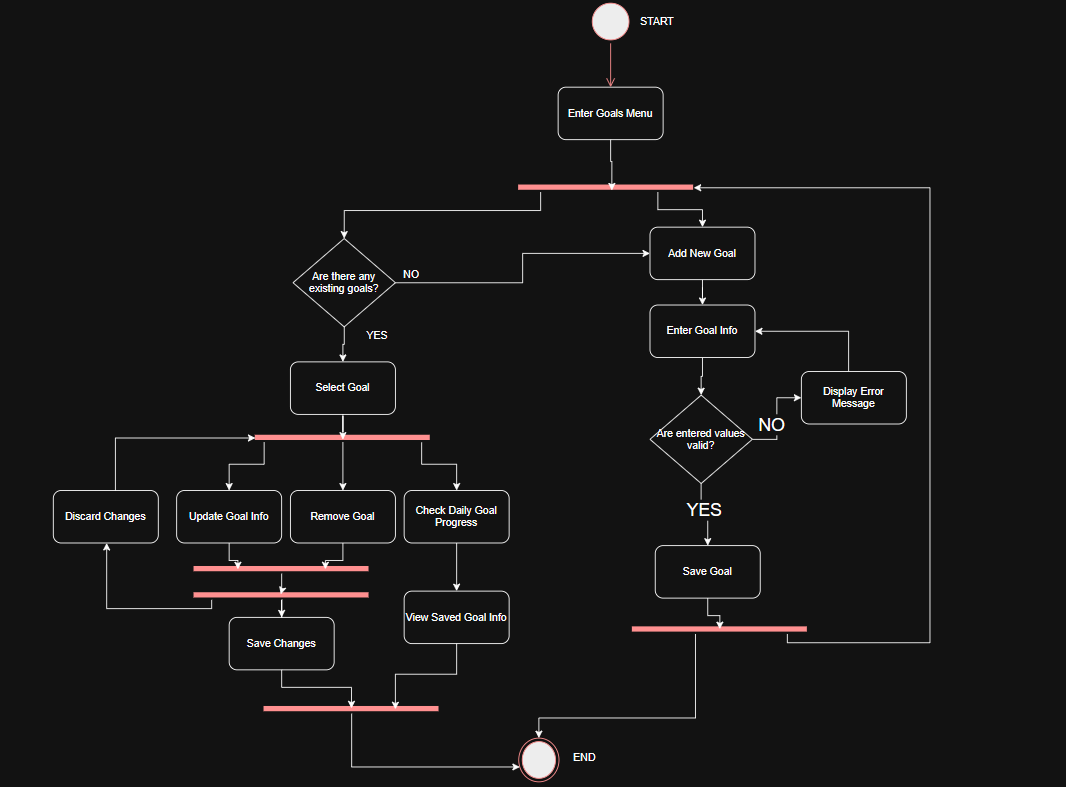 START
Enter Goals Menu
Add New Goal
Are there any
existing goals?
NO
YES
Enter Goal Info
Select Goal
Display Error
Message
NO
Are entered values
valid?
YES
Discard Changes
Update Goal Info
Remove Goal
Check Daily Goal
Progress
Save Goal
View Saved Goal Info
Save Changes
END